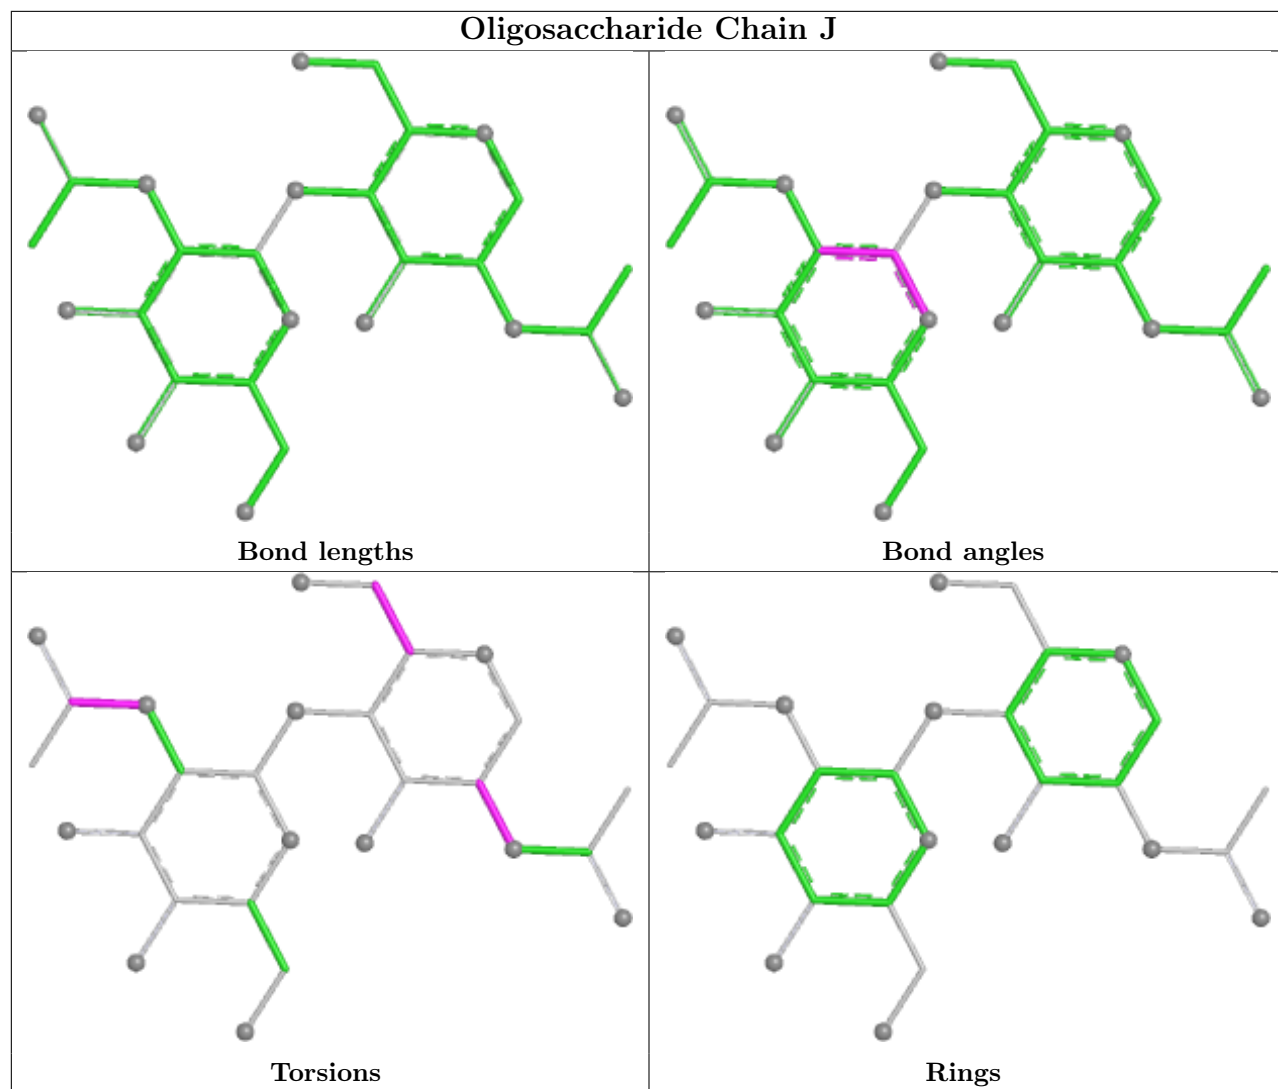 Oligosaccharide Chain J
Bond lengths
Bond angles
Torsions
Rings